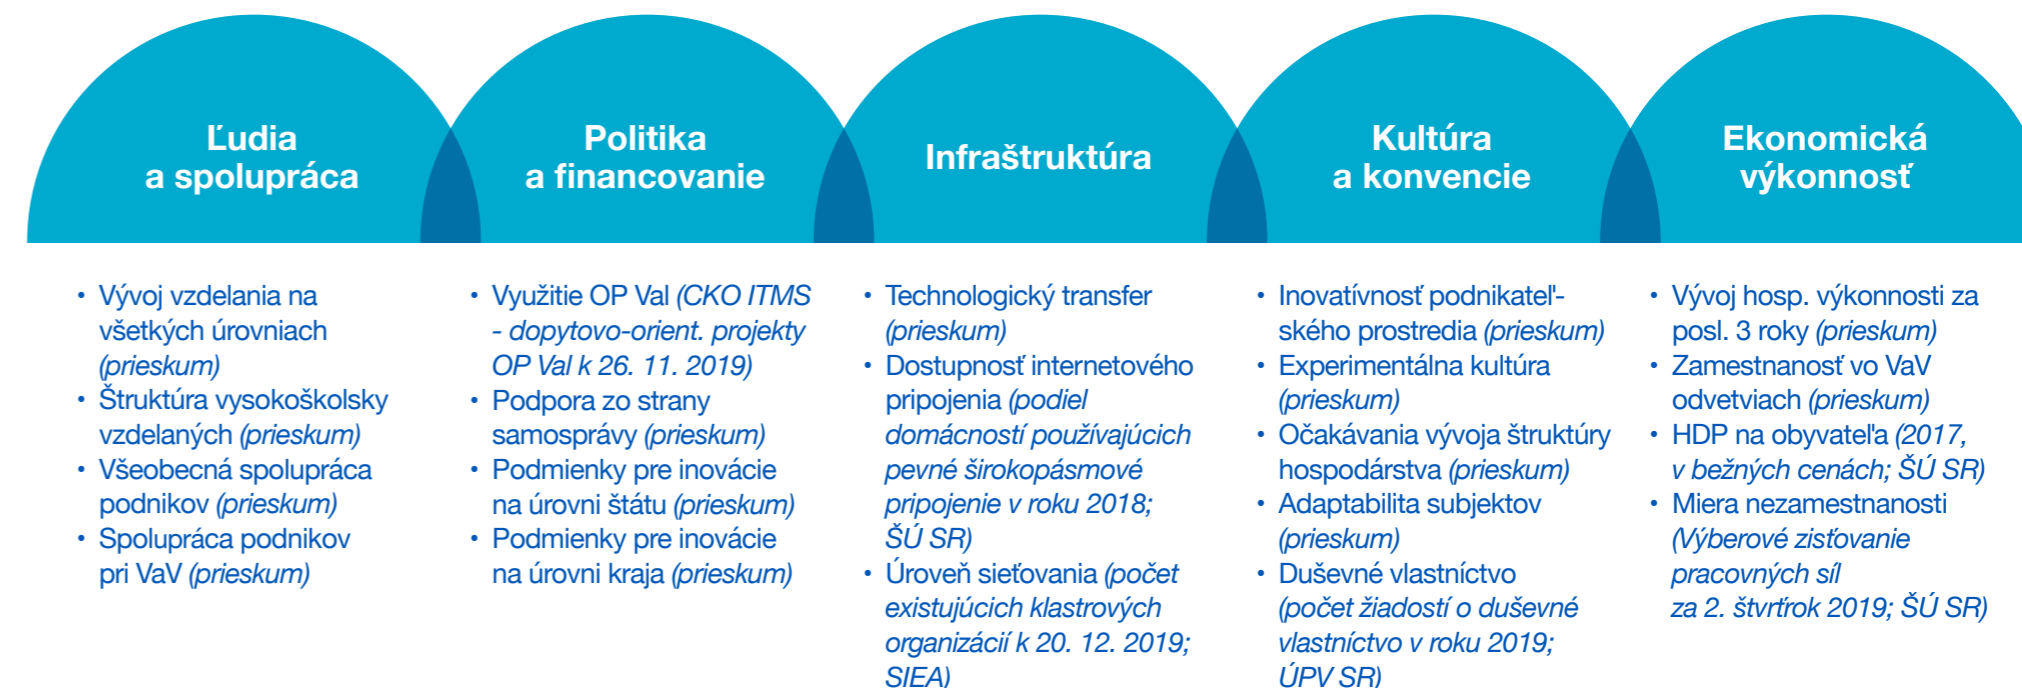 Ľudia
a spolupráca
Politika
a financovanie
Infraštruktúra
Kultúra
a konvencie
Ekonomická
výkonnosť
• Vývoj vzdelania na
všetkých úrovniach
(prieskum)
• Štruktúra vysokoškolsky
vzdelaných (prieskum)
• Všeobecná spolupráca
podnikov (prieskum)
• Spolupráca podnikov
pri VaV (prieskum)
• Využitie OP Val (CKO ITMS
- dopytovo-orient. projekty
OP Val k 26. 11. 2019)
• Podpora zo strany
samosprávy (prieskum)
• Podmienky pre inovácie
na úrovni štátu (prieskum)
• Podmienky pre inovácie
na úrovni kraja (prieskum)
• Technologický transfer
(prieskum)
• Dostupnosť internetového
pripojenia (podiel
domácností používajúcich
pevné širokopásmové
pripojenie v roku 2018;
ŠÚ SR)
• Úroveň sieťovania (počet
existujúcich klastrových
organizácií k 20. 12. 2019;
SIEA)
• Inovatívnosť podnikateľ-
ského prostredia (prieskum)
• Experimentálna kultúra
(prieskum)
• Očakávania vývoja štruktúry
hospodárstva (prieskum)
• Adaptabilita subjektov
(prieskum)
• Duševné vlastníctvo
(počet žiadostí o duševné
vlastníctvo v roku 2019;
ÚPV SR)
• Vývoj hosp. výkonnosti za
posl. 3 roky (prieskum)
• Zamestnanosť vo VaV
odvetviach (prieskum)
• HDP na obyvateľa (2017,
v bežných cenách; ŠÚ SR)
• Miera nezamestnanosti
(Výberové zisťovanie
pracovných síl
za 2. štvrťrok 2019; ŠÚ SR)